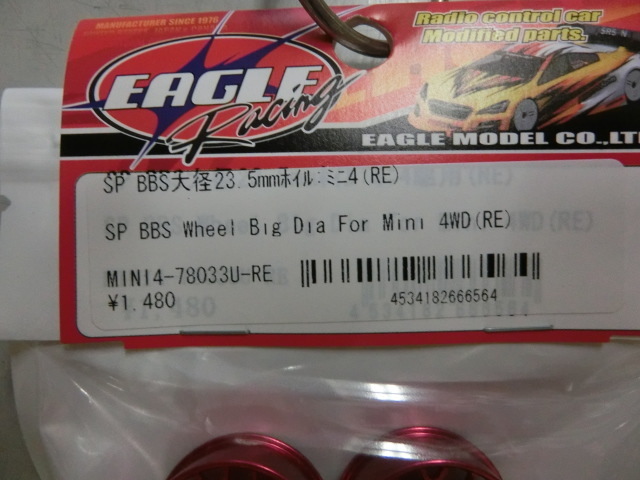 MANUFACTURER SINCE 1976
EAGLE
Racing
Radio control car
Modified parts.
EAGLE MODEL CO.,LT
SP BBS大径23.5mmホイル:ミニ4(RE)
SP BBS Wheel Big Dia For Mini 4WD(RE)
MINI4-78033U-RE
¥1,480
4534182666564